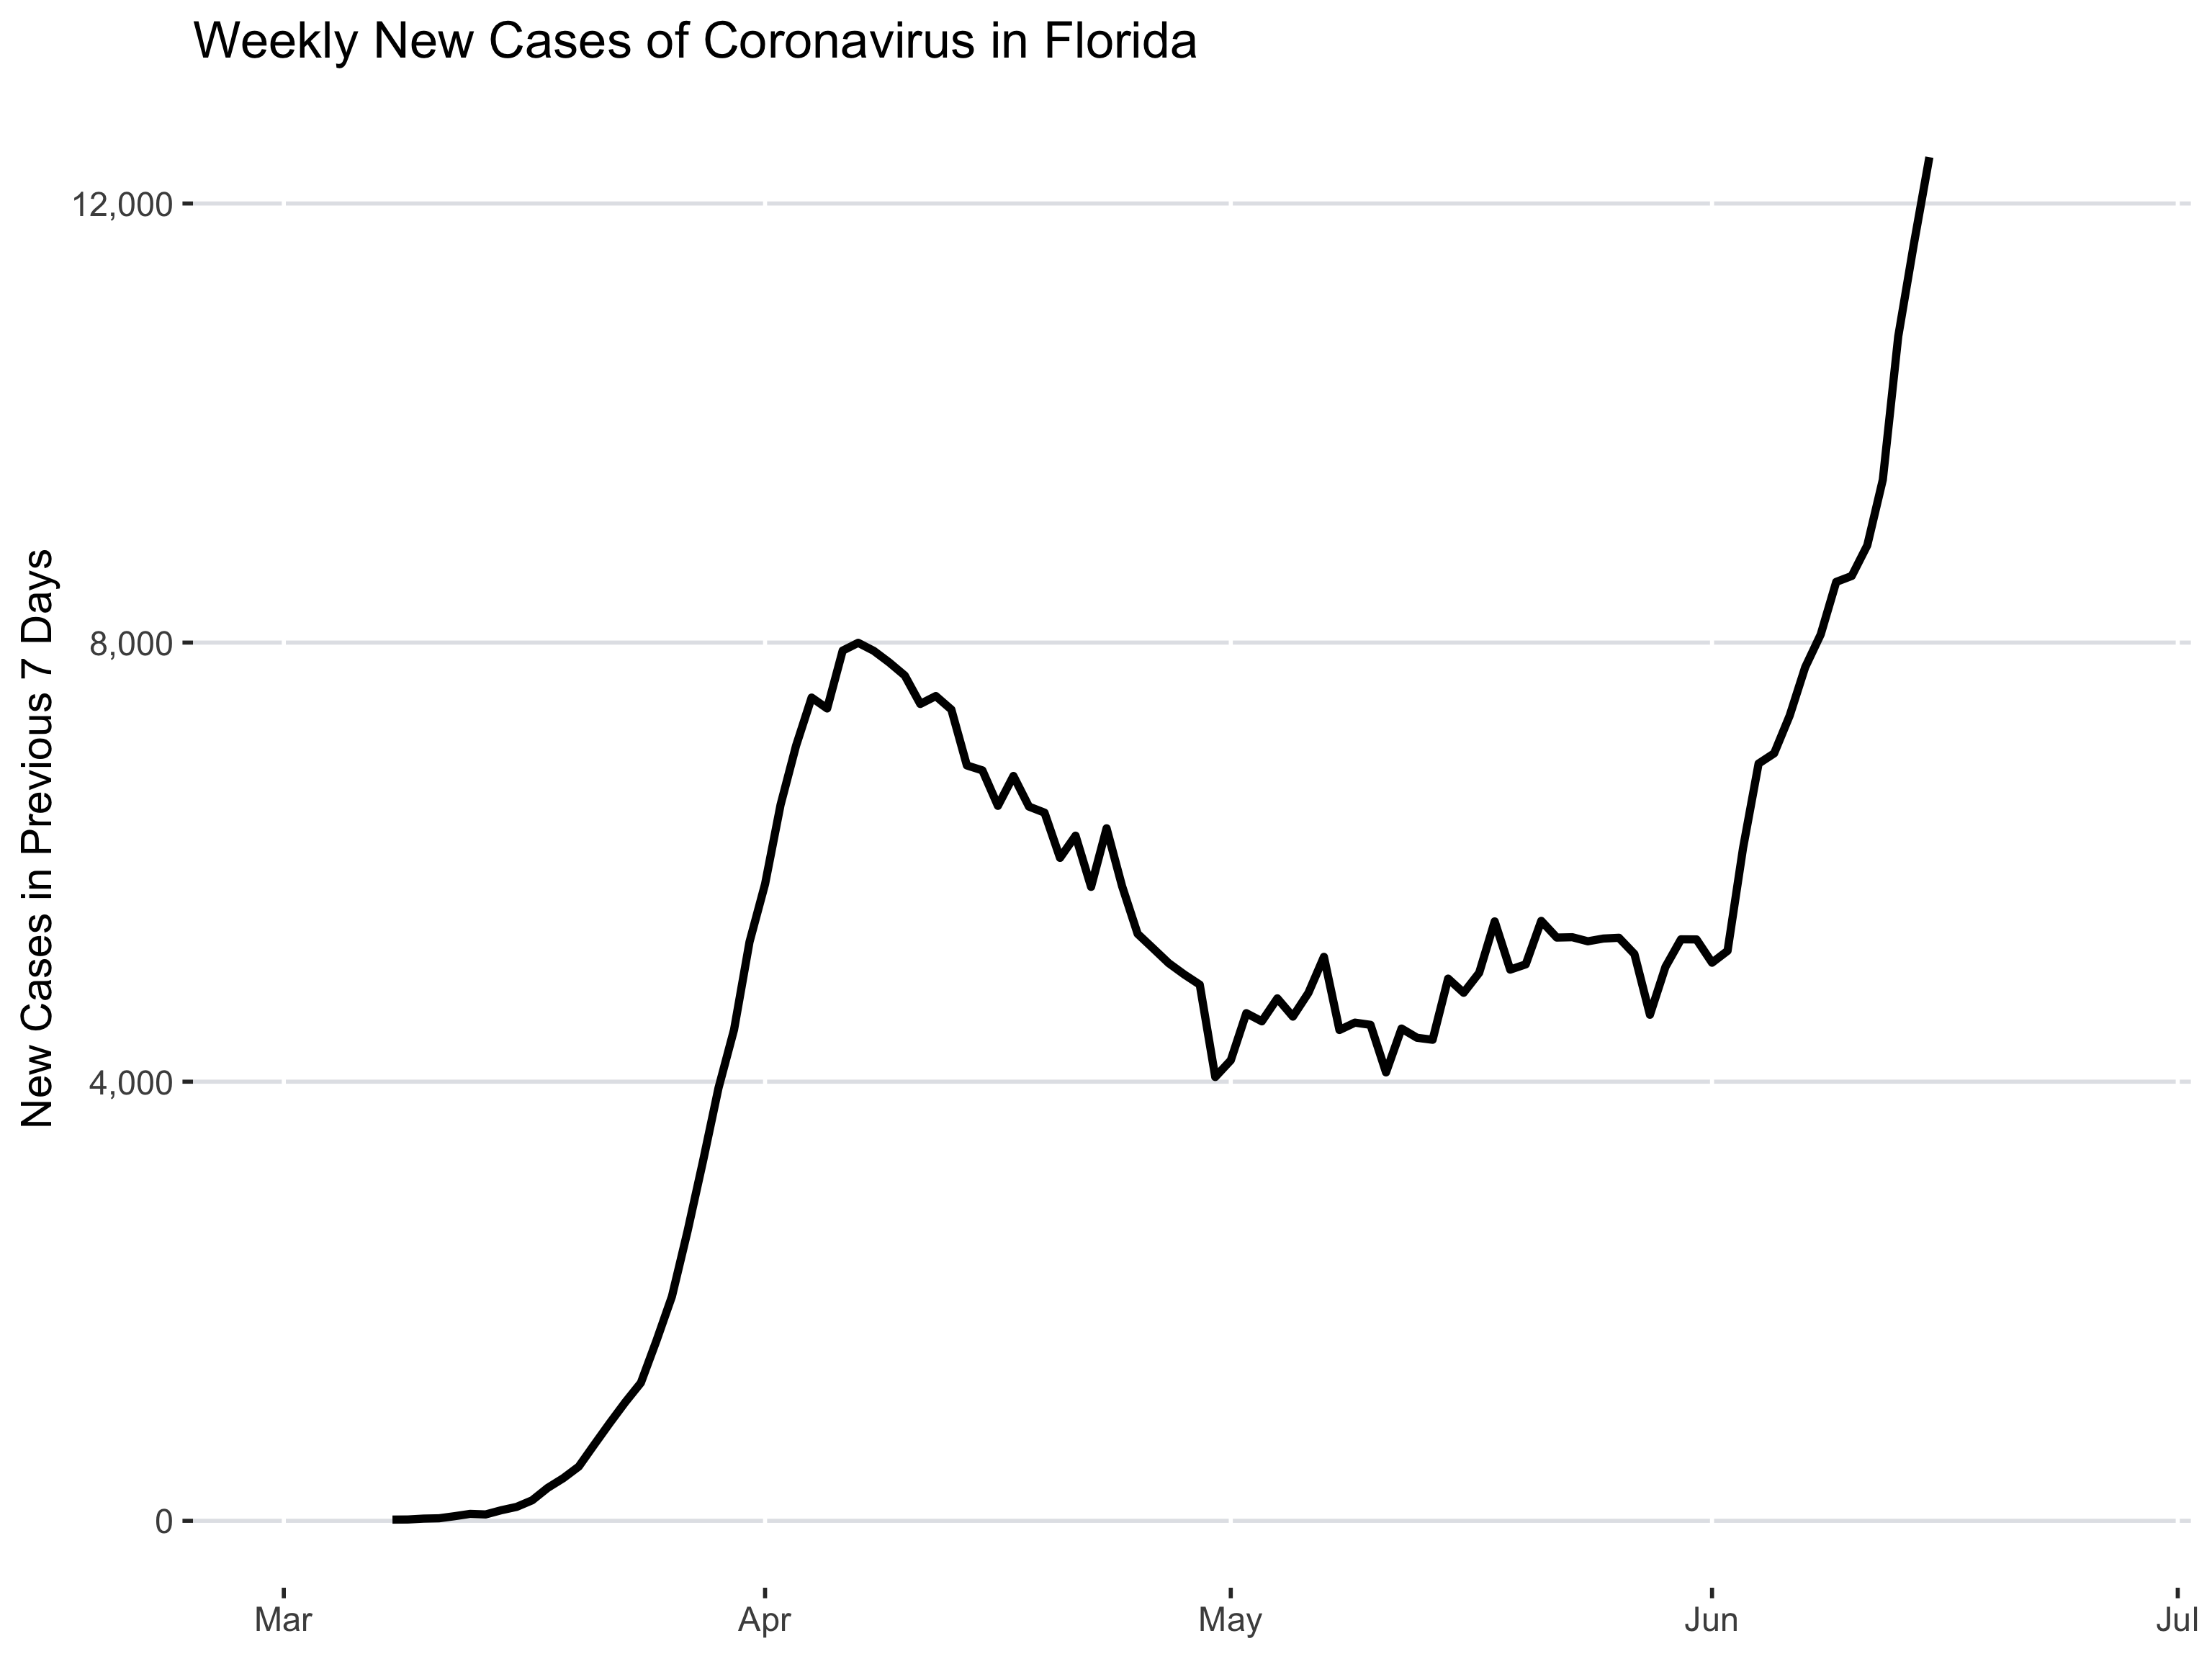 Weekly New Cases of Coronavirus in Florida
New Cases in Previous 7 Days
12,000
8,000
4,000
0
Mar
Apr
May
Jun
Jul